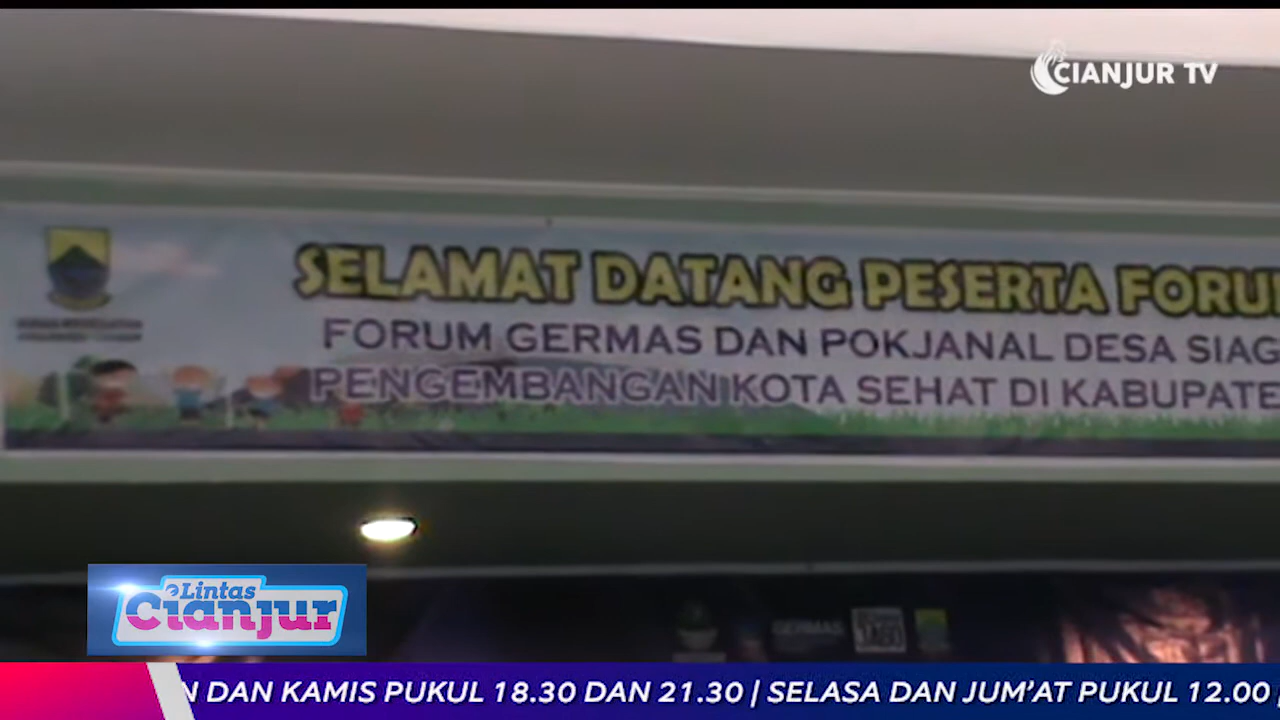 CIANJUR TV
SELAMAT DATANG PESERTA FORU
FORUM GERMAS DAN POKJANAL DESA SIAG
PENGEMBANGAN KOTA SEHAT DI KABUPATE
GERMAS
Lintas
Cianjur
N DAN KAMIS PUKUL 18.30 DAN 21.30 | SELASA DAN JUM'AT PUKUL 12.00